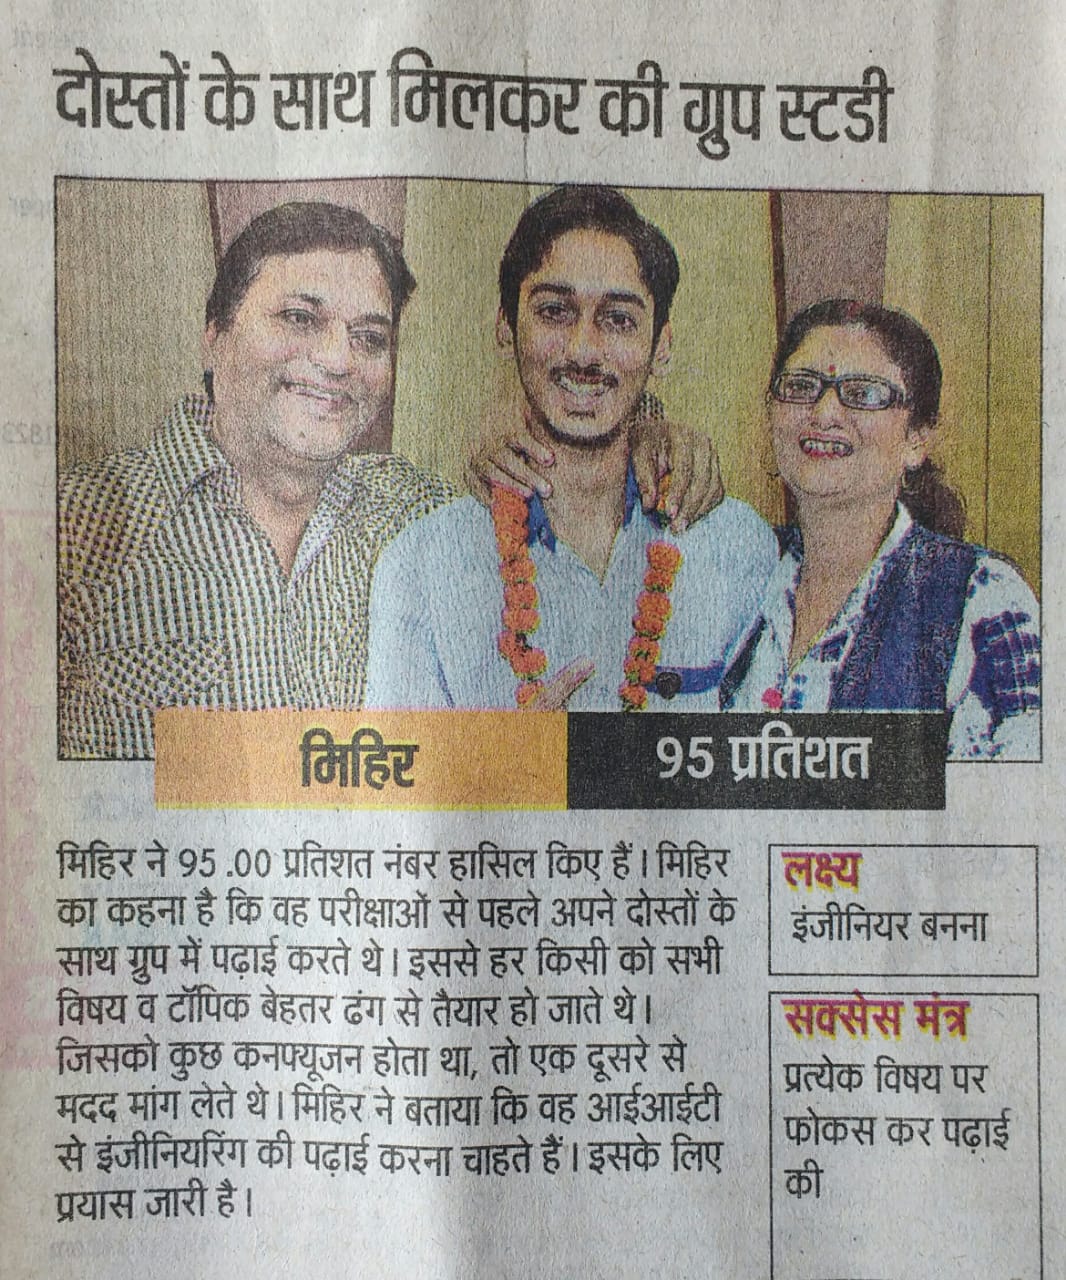 दोस्तों के साथ मिलकर की ग्रुप स्टडी
मिहिर
95 प्रतिशत
मिहिर ने 95.00 प्रतिशत नंबर हासिल किए हैं। मिहिर
का कहना है कि वह परीक्षाओं से पहले अपने दोस्तों के
साथ ग्रुप में पढ़ाई करते थे। इससे हर किसी को सभी
विषय व टॉपिक बेहतर ढंग से तैयार हो जाते थे।
जिसको कुछ कनफ्यूजन होता था, तो एक दूसरे से
मदद मांग लेते थे। मिहिर ने बताया कि वह आईआईटी
से इंजीनियरिंग की पढ़ाई करना चाहते हैं। इसके लिए
प्रयास जारी है।
लक्ष्य
इंजीनियर बनना
सक्सेस मंत्र
प्रत्येक विषय पर
फोकस कर पढ़ाई
की